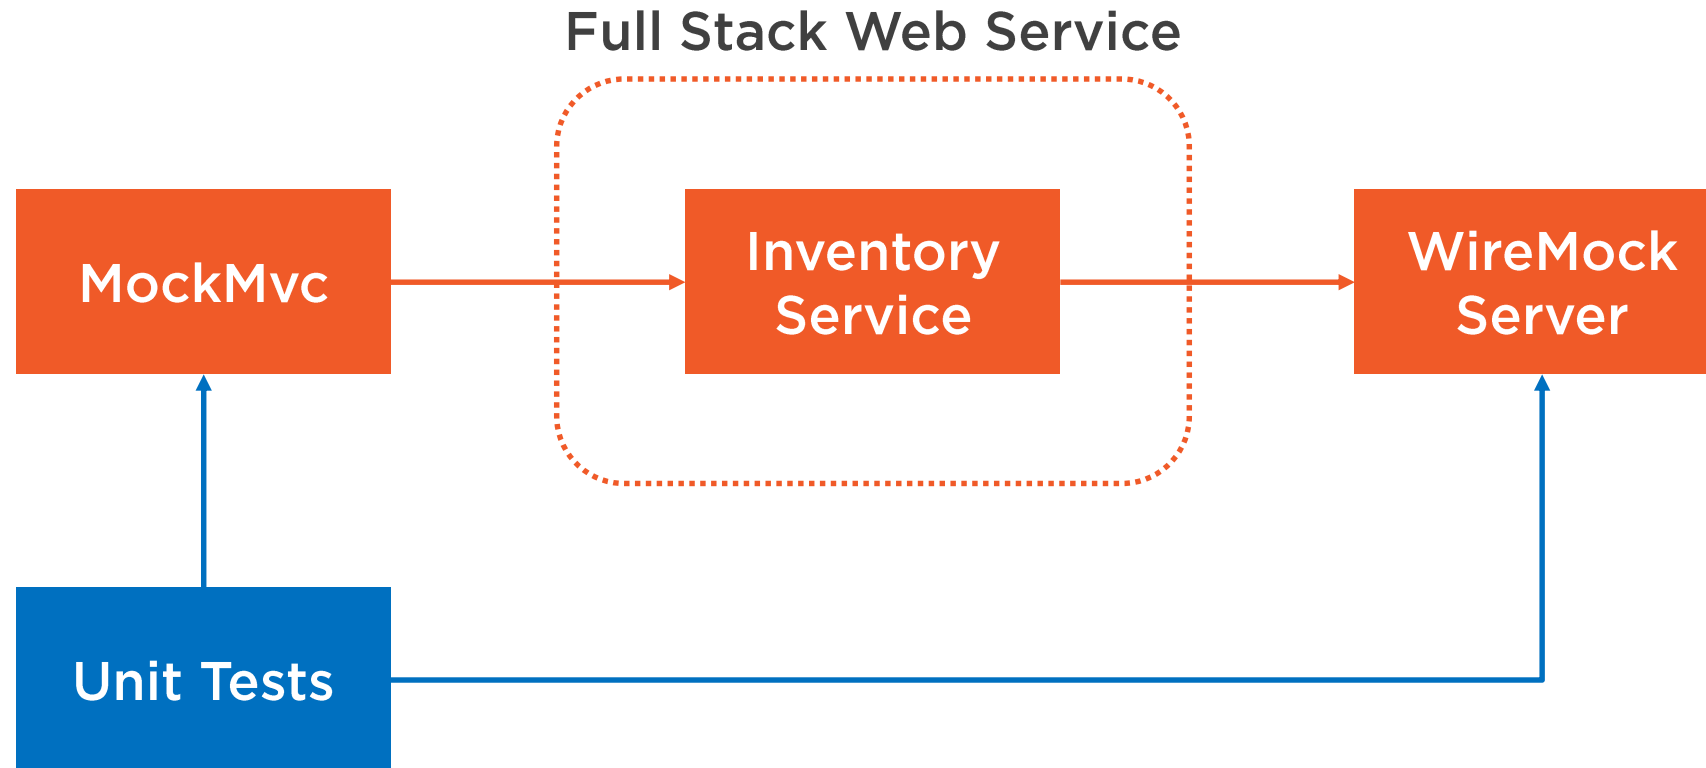 Full Stack Web Service
MockMvc
Inventory
Service
WireMock
Server
Unit Tests